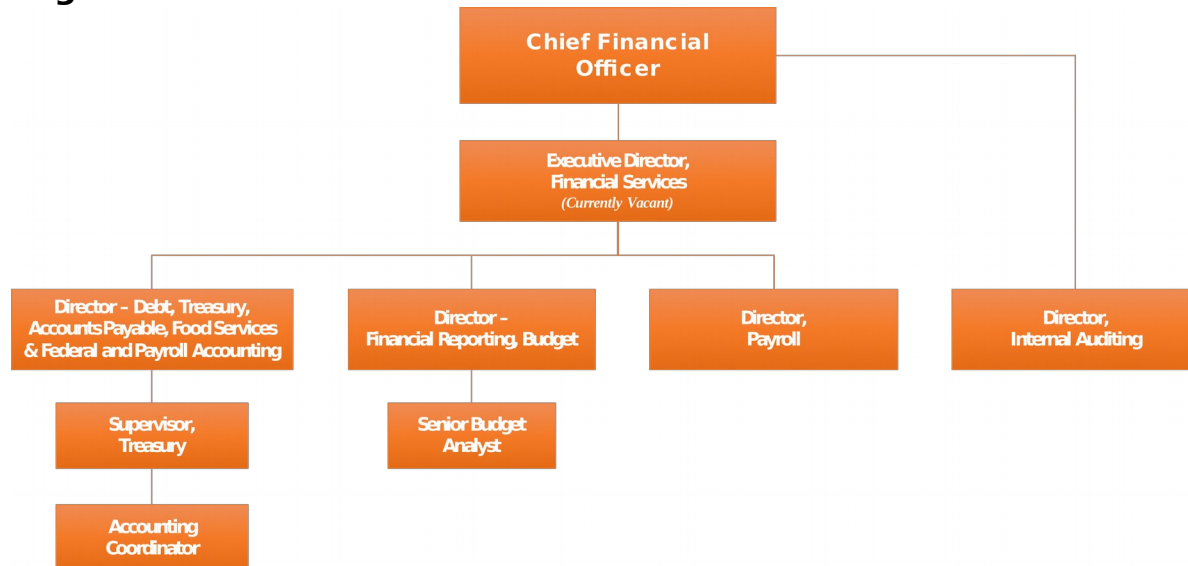 Chief Financial
Officer
Executive Director,
Financial Services
(Currently Vacant)
Director – Debt, Treasury,
Accounts Payable, Food Services
& Federal and Payroll Accounting
Director –
Financial Reporting, Budget
Director,
Payroll
Director,
Internal Auditing
Supervisor,
Treasury
Senior Budget
Analyst
Accounting
Coordinator